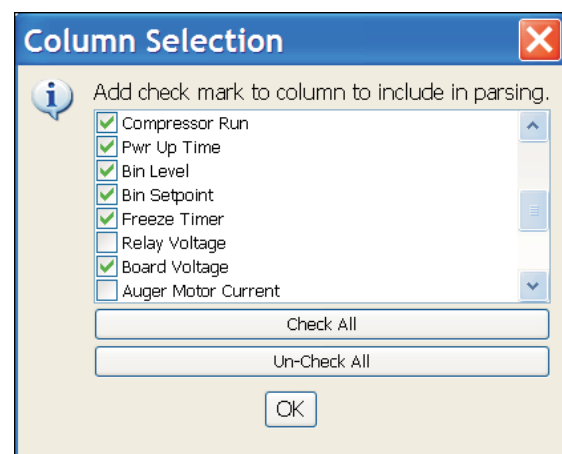 Column Selection
Add check mark to column to include in parsing.
Compressor Run
Pwr Up Time
Bin Level
Bin Setpoint
Freeze Timer
Relay Voltage
Board Voltage
Auger Motor Current
Check All
Un-Check All
OK